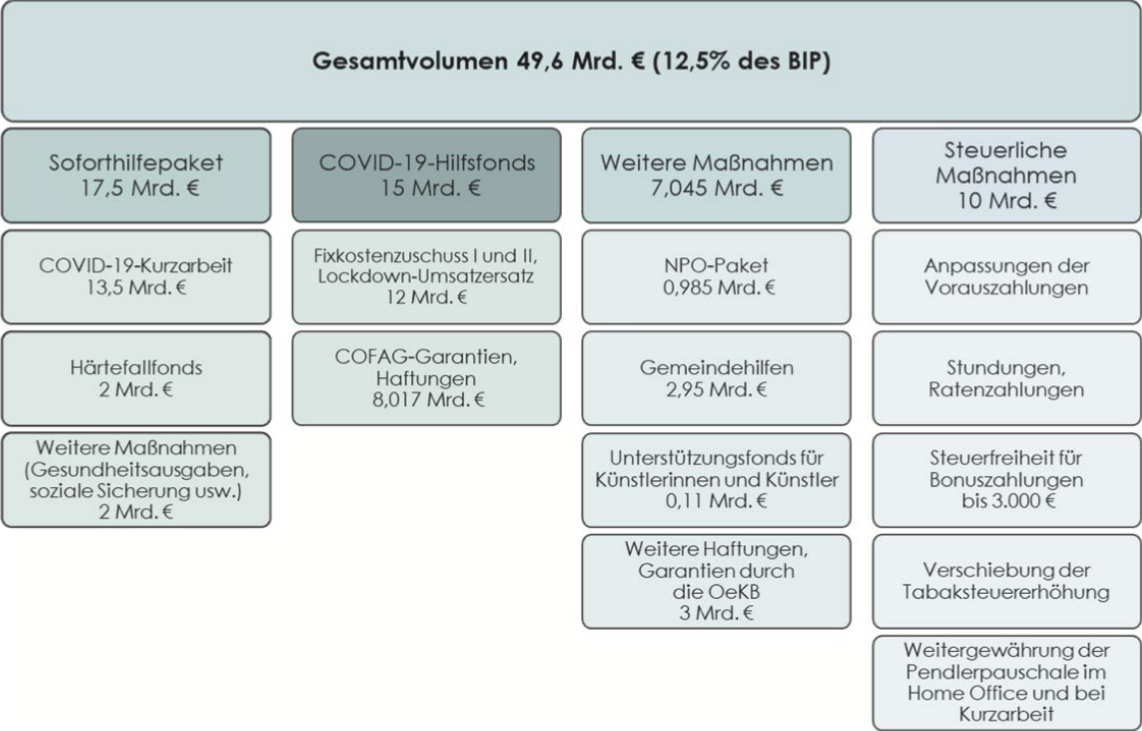 Gesamtvolumen 49,6 Mrd. € (12,5% des BIP)
Soforthilfepaket
17,5 Mrd. €
COVID-19-Kurzarbeit
13,5 Mrd. €
Härtefallfonds
2 Mrd. €
Weitere Maßnahmen
(Gesundheitsausgaben,
soziale Sicherung usw.)
2 Mrd. €
COVID-19-Hilfsfonds
15 Mrd. €
Fixkostenzuschuss I und II,
Lockdown-Umsatzersatz
12 Mrd. €
COFAG-Garantien,
Haftungen
8,017 Mrd. €
Weitere Maßnahmen
7,045 Mrd. €
NPO-Paket
0,985 Mrd. €
Gemeindehilfen
2,95 Mrd. €
Unterstützungsfonds für
Künstlerinnen und Künstler
0,11 Mrd. €
Weitere Haftungen,
Garantien durch
die OeKB
3 Mrd. €
Steuerliche
Maßnahmen
10 Mrd. €
Anpassungen der
Vorauszahlungen
Stundungen,
Ratenzahlungen
Steuerfreiheit für
Bonuszahlungen
bis 3.000 €
Verschiebung der
Tabaksteuererhöhung
Weitergewährung der
Pendlerpauschale im
Home Office und bei
Kurzarbeit